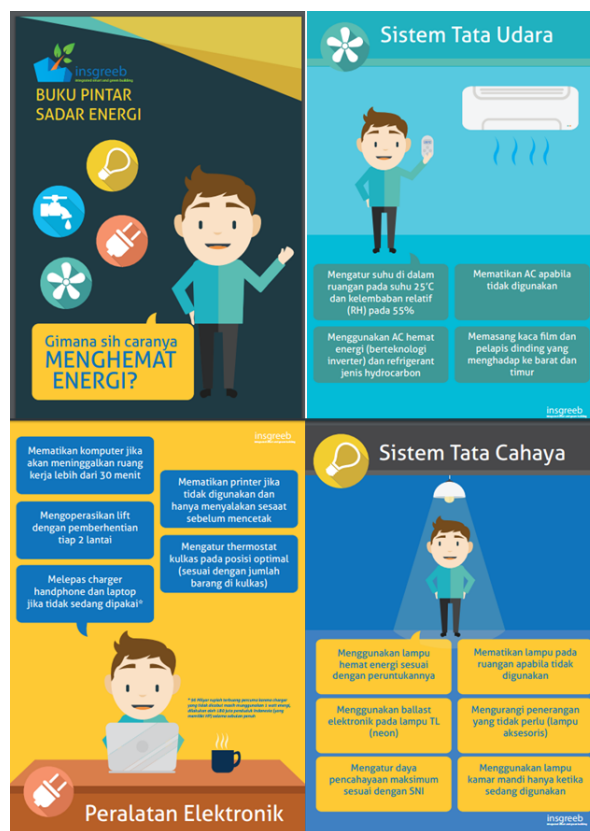 insgreeb
integrated smart and green building
BUKU PINTAR
SADAR ENERGI
Gimana sih caranya
MENGHEMAT
ENERGI?
Sistem Tata Udara
Mengatur suhu di dalam
ruangan pada suhu 25°C
dan kelembaban relatif
(RH) pada 55%
Mematikan AC apabila
tidak digunakan
Menggunakan AC hemat
energi (berteknologi
inverter) dan refrigerant
jenis hydrocarbon
Memasang kaca film dan
pelapis dinding yang
menghadap ke barat dan
timur
insgreeb
insgreeb
Mematikan komputer jika
akan meninggalkan ruang
kerja lebih dari 30 menit
Mematikan printer jika
tidak digunakan dan
hanya menyalakan sesaat
sebelum mencetak
Mengoperasikan lift
dengan pemberhentian
tiap 2 lantai
Mengatur thermostat
kulkas pada posisi optimal
(sesuai dengan jumlah
barang di kulkas)
Melepas charger
handphone dan laptop
jika tidak sedang dipakai*
Peralatan Elektronik
Sistem Tata Cahaya
Menggunakan lampu
hemat energi sesuai
dengan peruntukannya
Mematikan lampu pada
ruangan apabila tidak
digunakan
Menggunakan ballast
elektronik pada lampu TL
(neon)
Mengurangi penerangan
yang tidak perlu (lampu
aksesoris)
Mengatur daya
pencahayaan maksimum
sesuai dengan SNI
Menggunakan lampu
kamar mandi hanya ketika
sedang digunakan
insgreeb